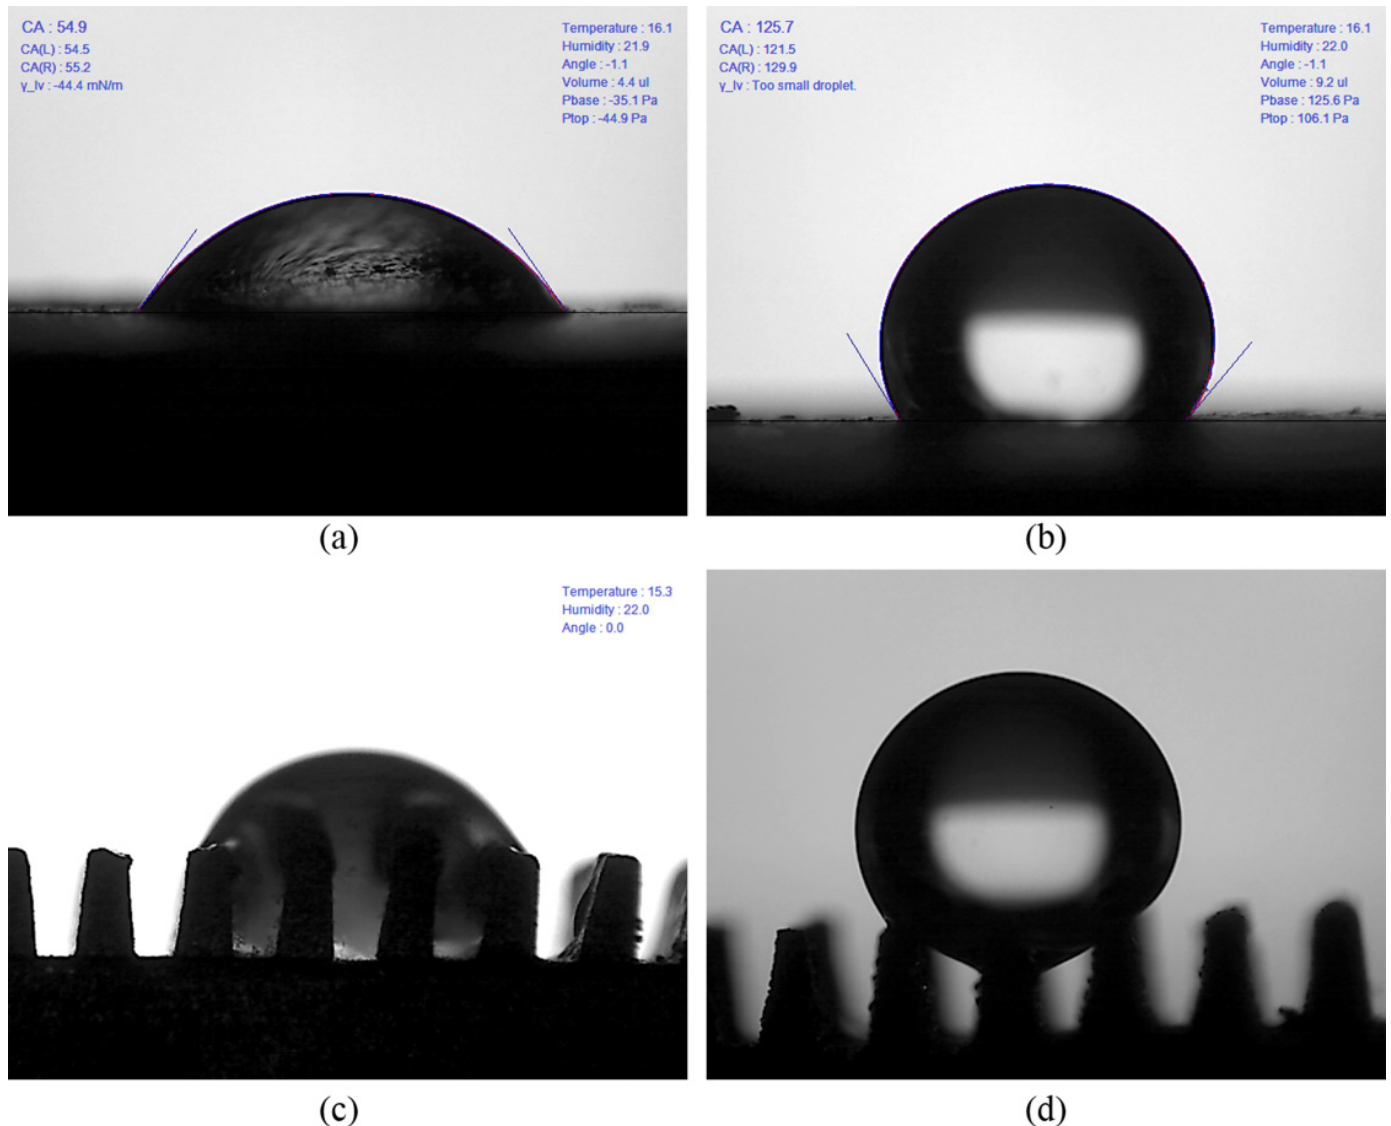 CA : 54.9
CA(L) : 54.5
CA(R) : 55.2
γ_lv : -44.4 mN/m
Temperature : 16.1
Humidity : 21.9
Angle : -1.1
Volume : 4.4 ul
Pbase : -35.1 Pa
Ptop : -44.9 Pa
(a)
CA : 125.7
CA(L) : 121.5
CA(R) : 129.9
γ_lv : Too small droplet.
Temperature : 16.1
Humidity : 22.0
Angle : -1.1
Volume : 9.2 ul
Pbase : 125.6 Pa
Ptop : 106.1 Pa
(b)
Temperature : 15.3
Humidity : 22.0
Angle : 0.0
(c)
(d)